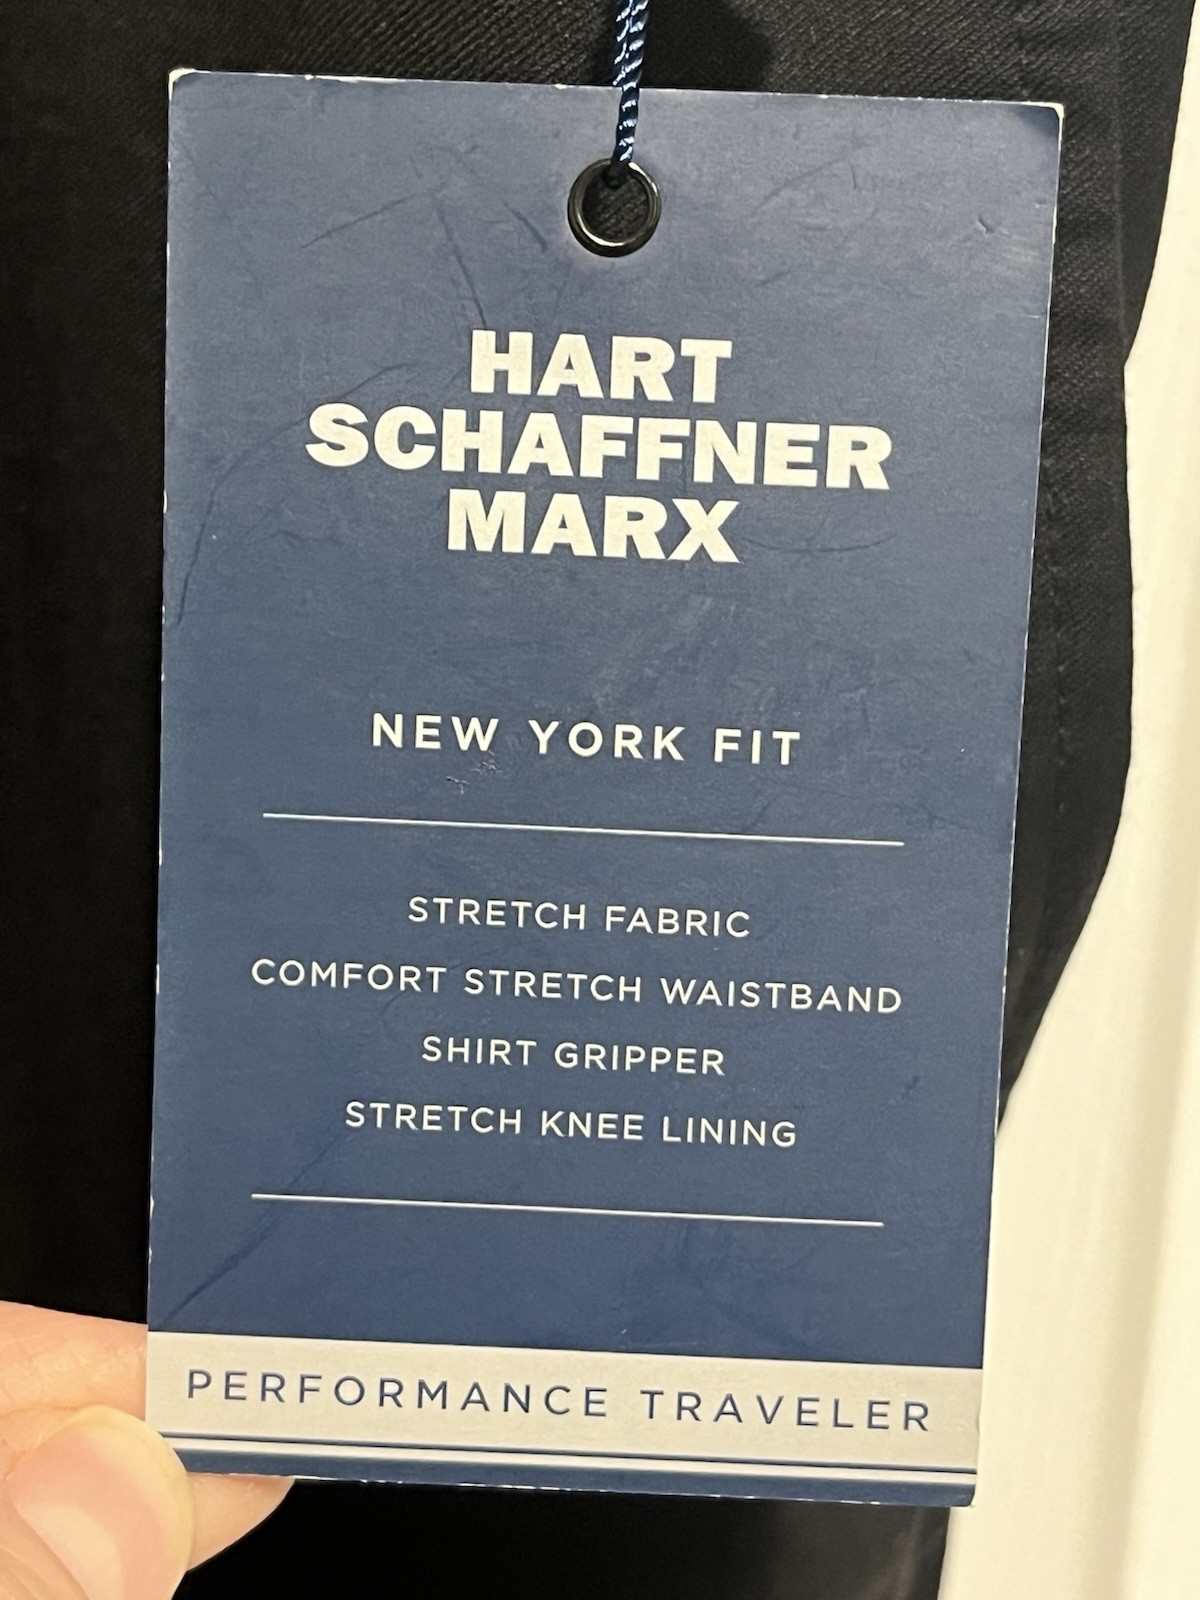 HART
SCHAFFNER
MARX
NEW YORK FIT
STRETCH FABRIC
COMFORT STRETCH WAISTBAND
SHIRT GRIPPER
STRETCH KNEE LINING
PERFORMANCE TRAVELER